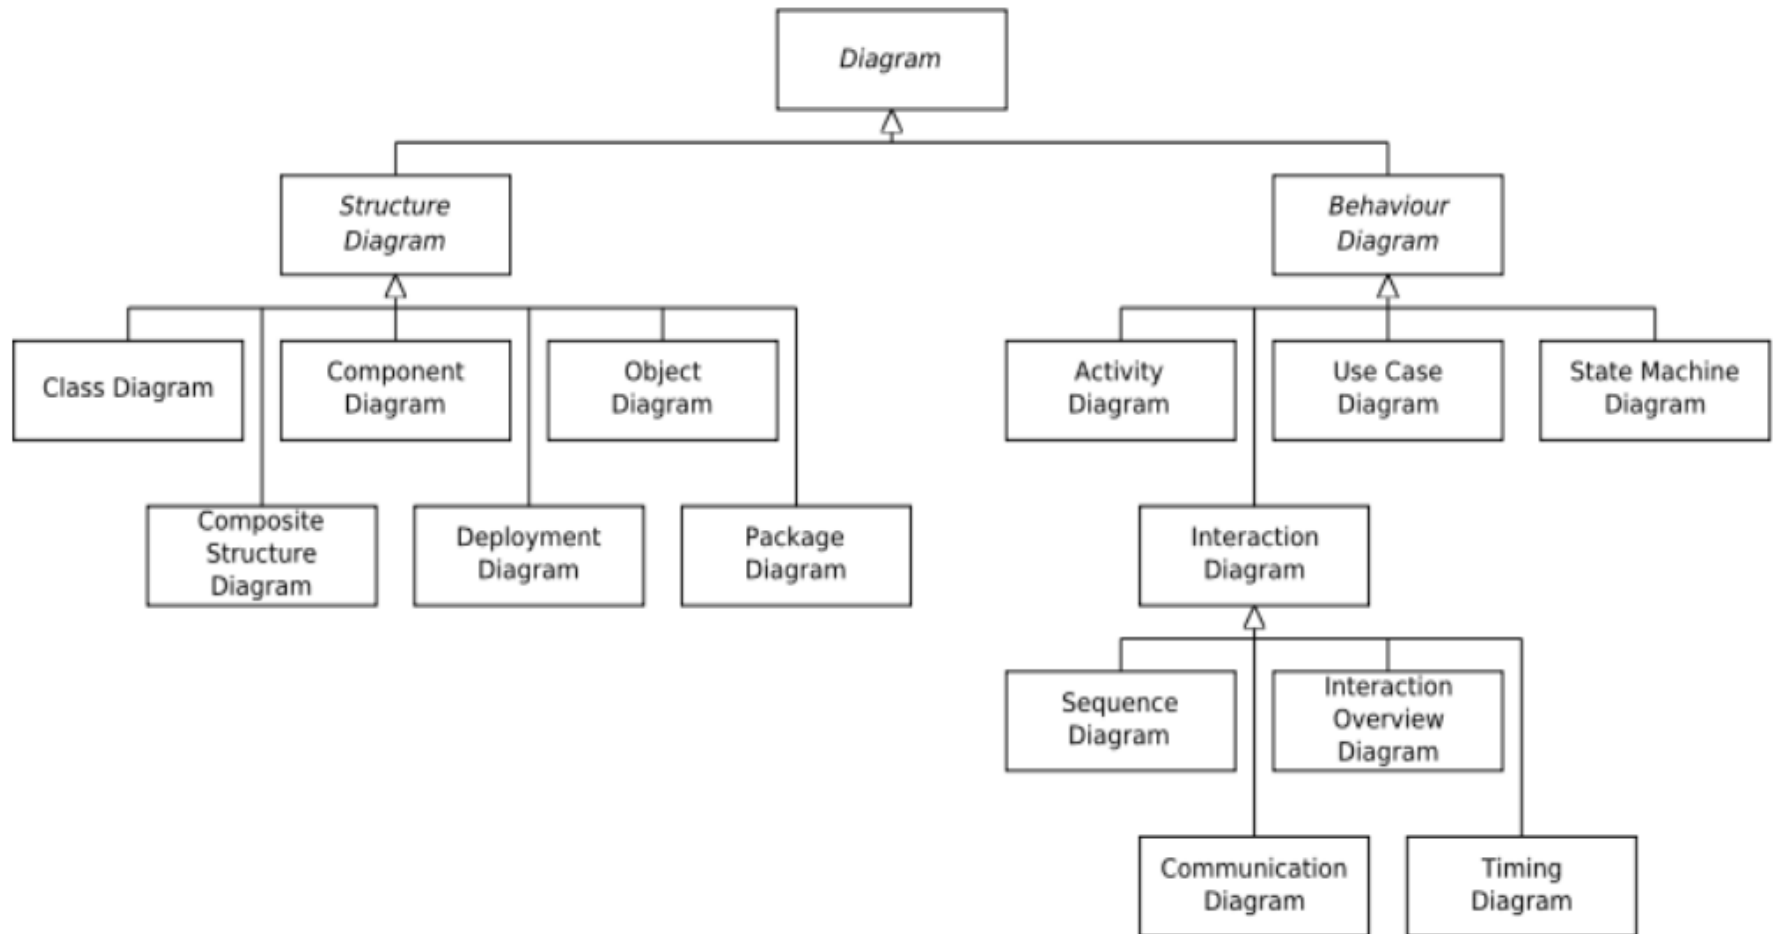 Diagram
Structure
Diagram
Behaviour
Diagram
Class Diagram
Component
Diagram
Object
Diagram
Activity
Diagram
Use Case
Diagram
State Machine
Diagram
Composite
Structure
Diagram
Deployment
Diagram
Package
Diagram
Interaction
Diagram
Sequence
Diagram
Interaction
Overview
Diagram
Communication
Diagram
Timing
Diagram